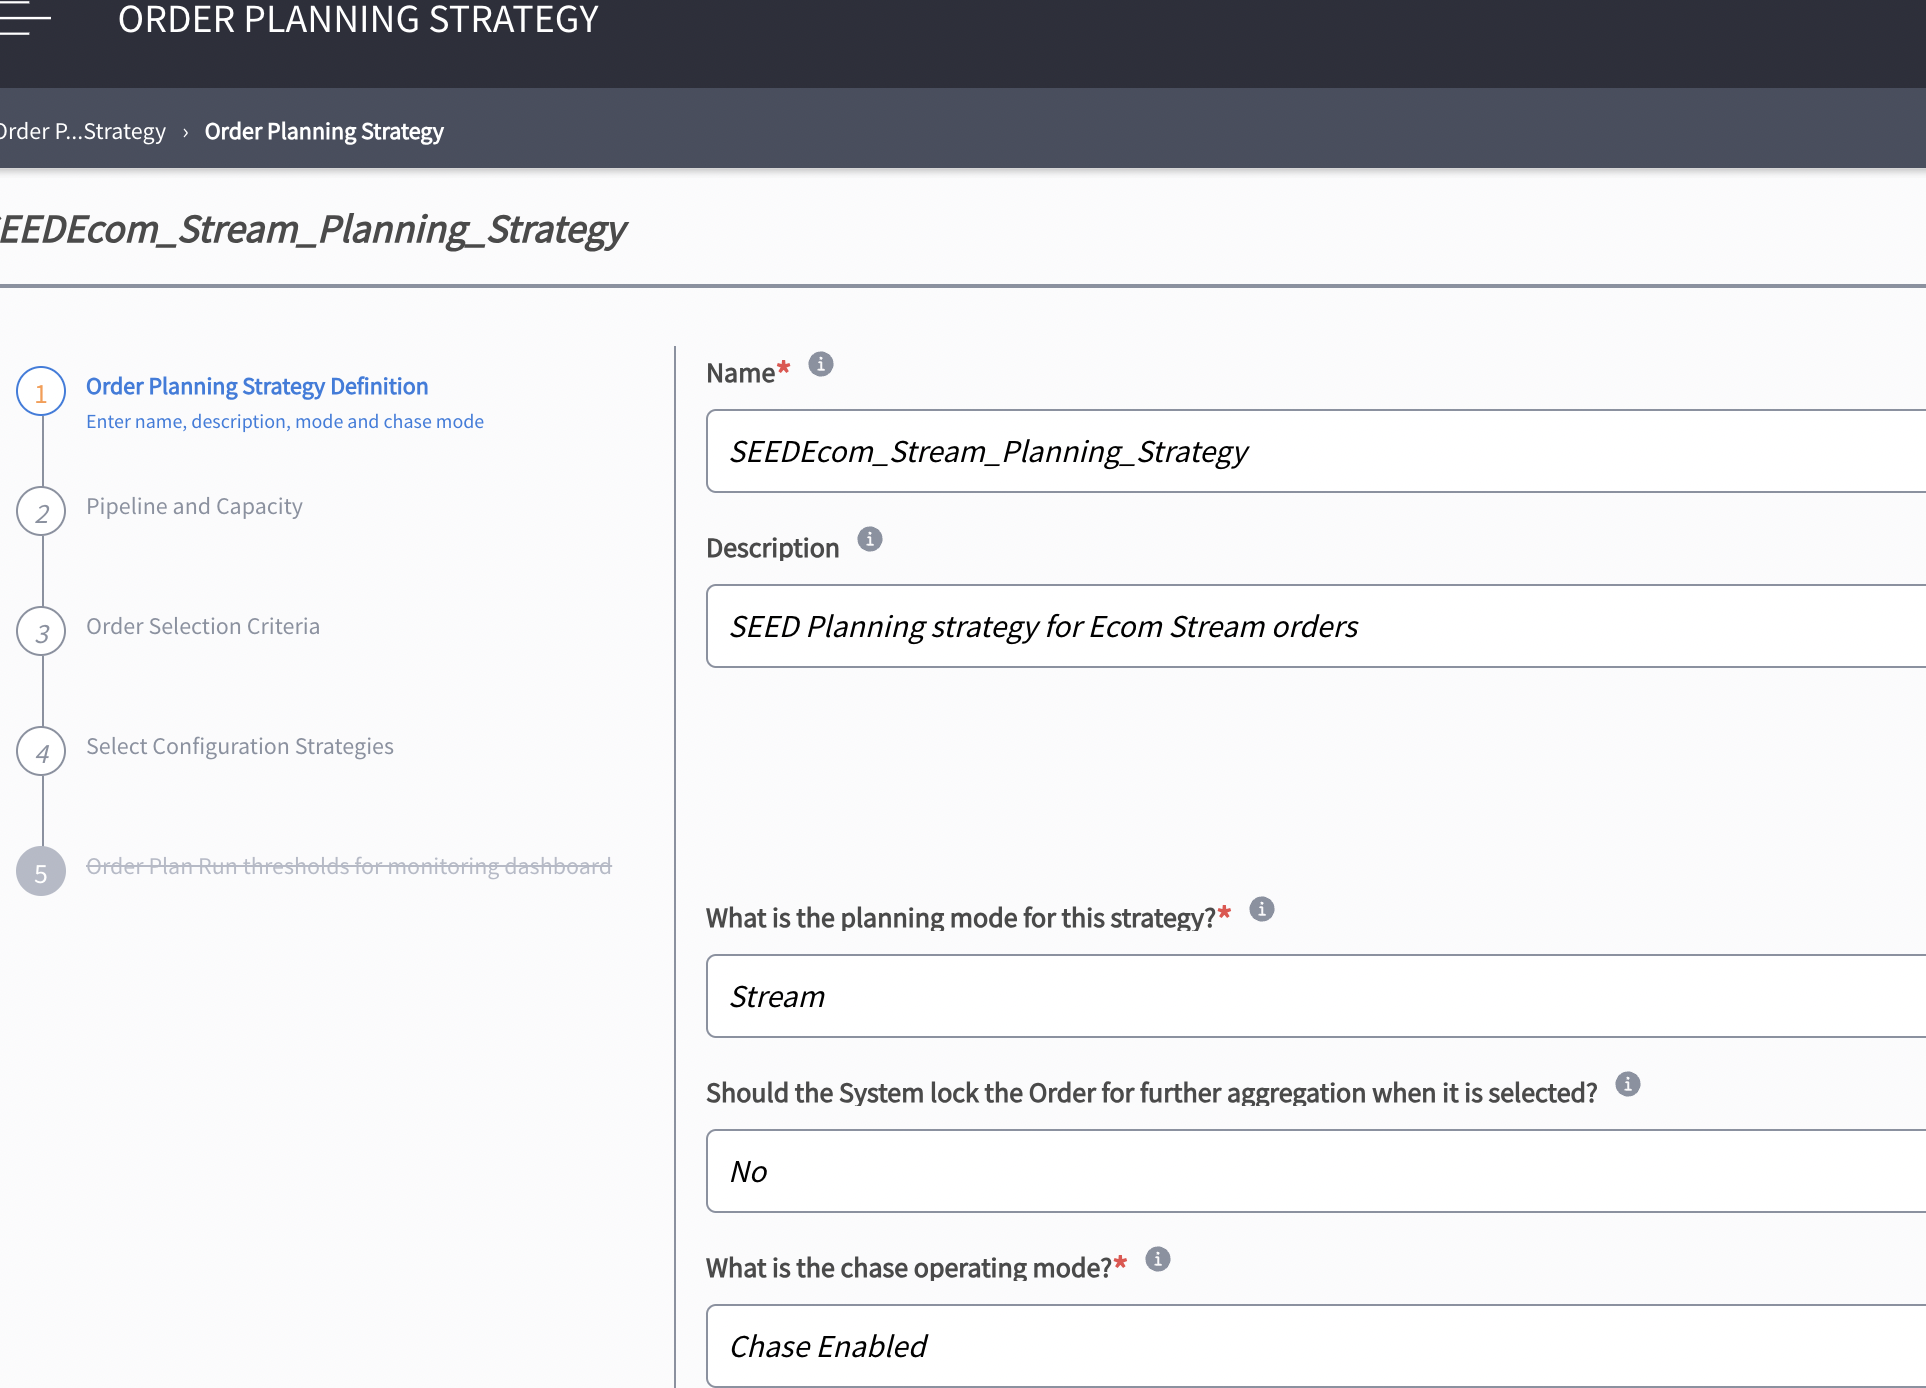 ORDER PLANNING STRATEGY
Order P...Strategy › Order Planning Strategy
EEDEcom_Stream_Planning_Strategy
1 Order Planning Strategy Definition
Enter name, description, mode and chase mode
2 Pipeline and Capacity
3 Order Selection Criteria
4 Select Configuration Strategies
5 Order Plan Run thresholds for monitoring dashboard
Name*
SEEDEcom_Stream_Planning_Strategy
Description
SEED Planning strategy for Ecom Stream orders
What is the planning mode for this strategy?*
Stream
Should the System lock the Order for further aggregation when it is selected?
No
What is the chase operating mode?*
Chase Enabled